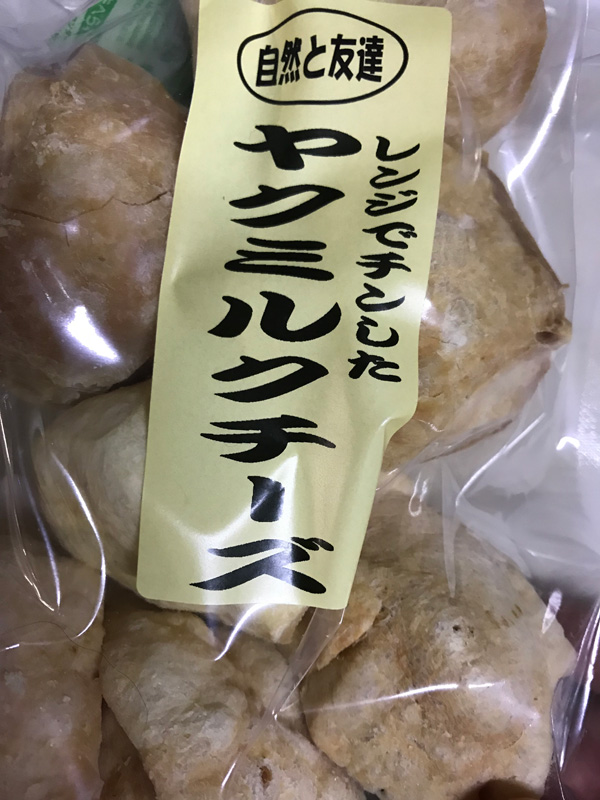 自然と友達
レンジでチンした
ヤクミルクチーズ